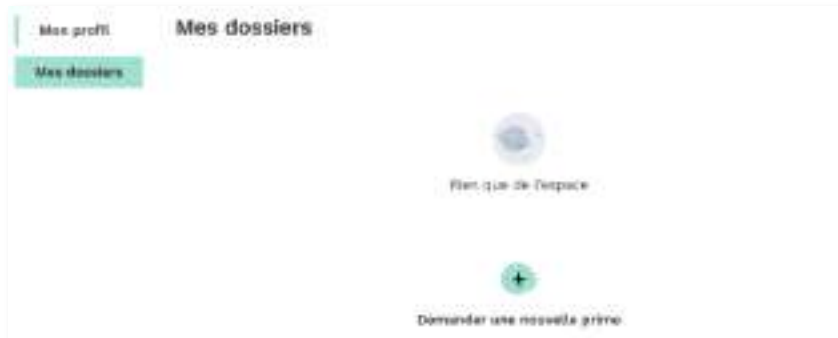 Mon profil
Mes dossiers
Mes dossiers
Rien que de l'espace
Demander une nouvelle prime